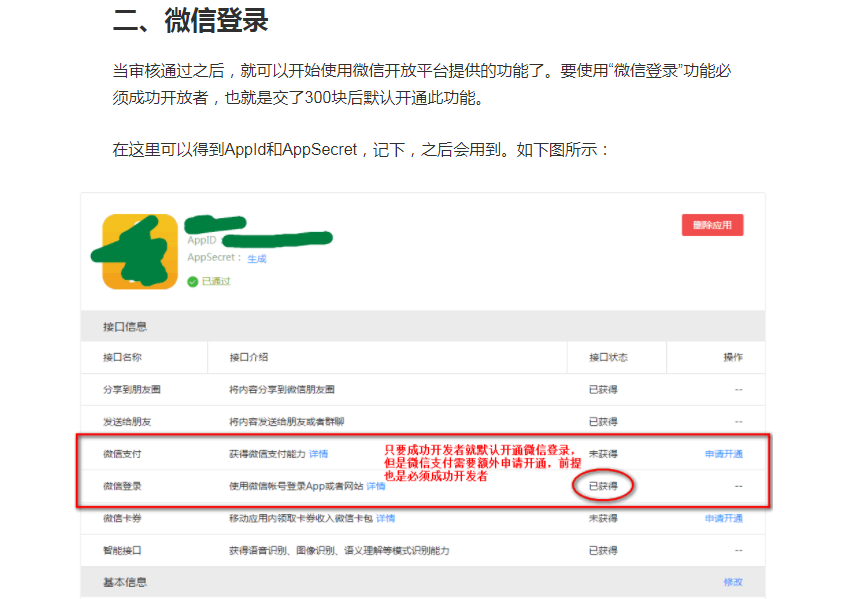 二、微信登录
当审核通过之后，就可以开始使用微信开放平台提供的功能了。要使用“微信登录”功能必
须成功开放者，也就是交了300块后默认开通此功能。
在这里可以得到AppId和AppSecret，记下，之后会用到。如下图所示：
删除应用
AppID
AppSecret： 生成
已通过
接口信息
接口名称 接口介绍 接口状态 操作
分享到朋友圈 将内容分享到微信朋友圈 已获得 --
发送给朋友 将内容发送给朋友或者群聊 已获得 --
只要成功开发者就默认开通微信登录，
微信支付 获得微信支付能力 详情 未获得 申请开通
但是微信支付需要额外申请开通，前提
也是必须成功开发者
微信登录 使用微信帐号登录App或者网站 详情 已获得 --
微信卡券 移动应用内领取卡券收入微信卡包 详情 未获得 申请开通
智能接口 获得语音识别、图像识别、语义理解等模式识别能力 已获得 --
基本信息 修改